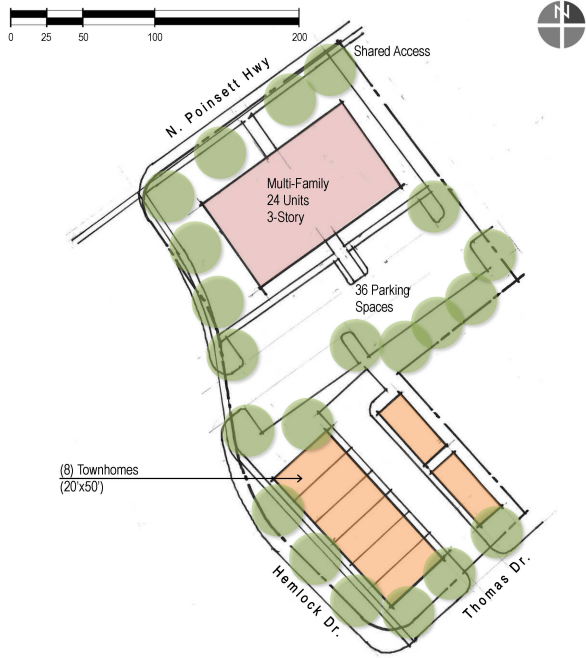 0 25 50 100 200
N
Shared Access
N. Poinsett Hwy
Multi-Family
24 Units
3-Story
36 Parking
Spaces
(8) Townhomes
(20'x50')
Hemlock Dr.
Thomas Dr.